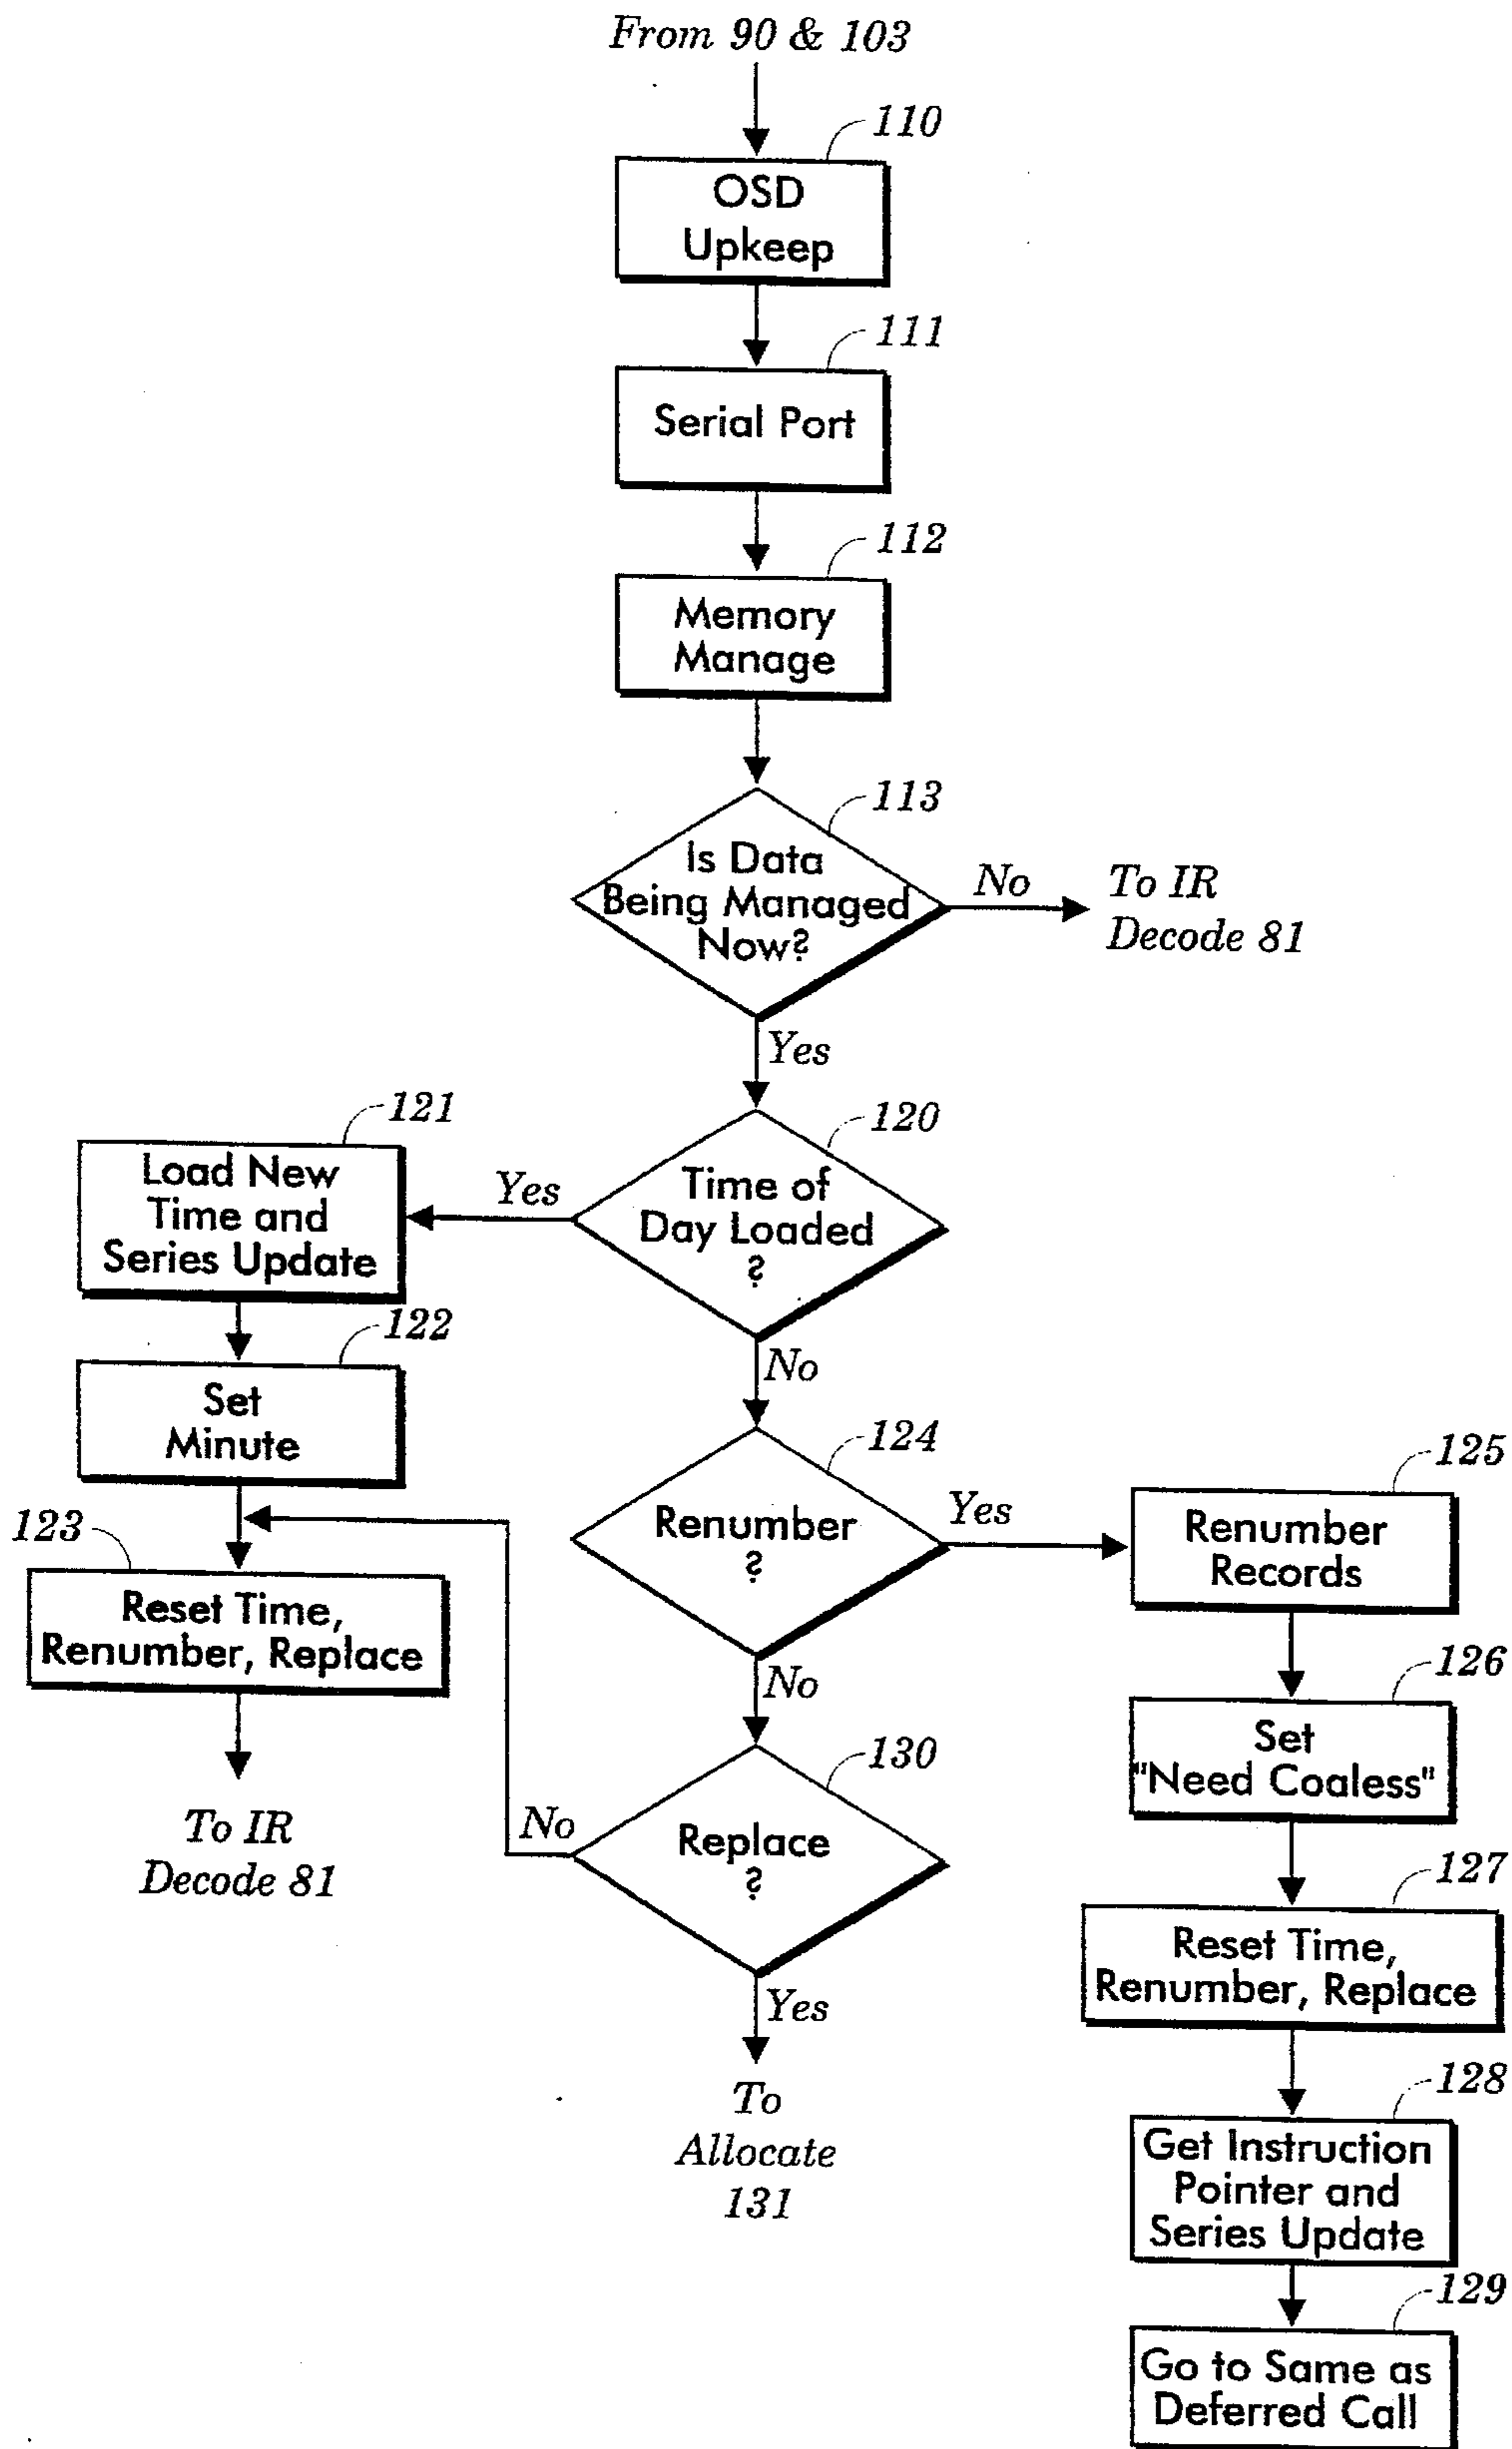 From 90 & 103
110
OSD
Upkeep
111
Serial Port
112
Memory
Manage
113
Is Data
Being Managed
Now?
No
To IR
Decode 81
Yes
120
Time of
Day Loaded
?
Yes
121
Load New
Time and
Series Update
122
Set
Minute
123
Reset Time,
Renumber, Replace
To IR
Decode 81
No
124
Renumber
?
Yes
125
Renumber
Records
126
Set
"Need Coaless"
127
Reset Time,
Renumber, Replace
128
Get Instruction
Pointer and
Series Update
129
Go to Same as
Deferred Call
No
130
Replace
?
No
Yes
To
Allocate
131